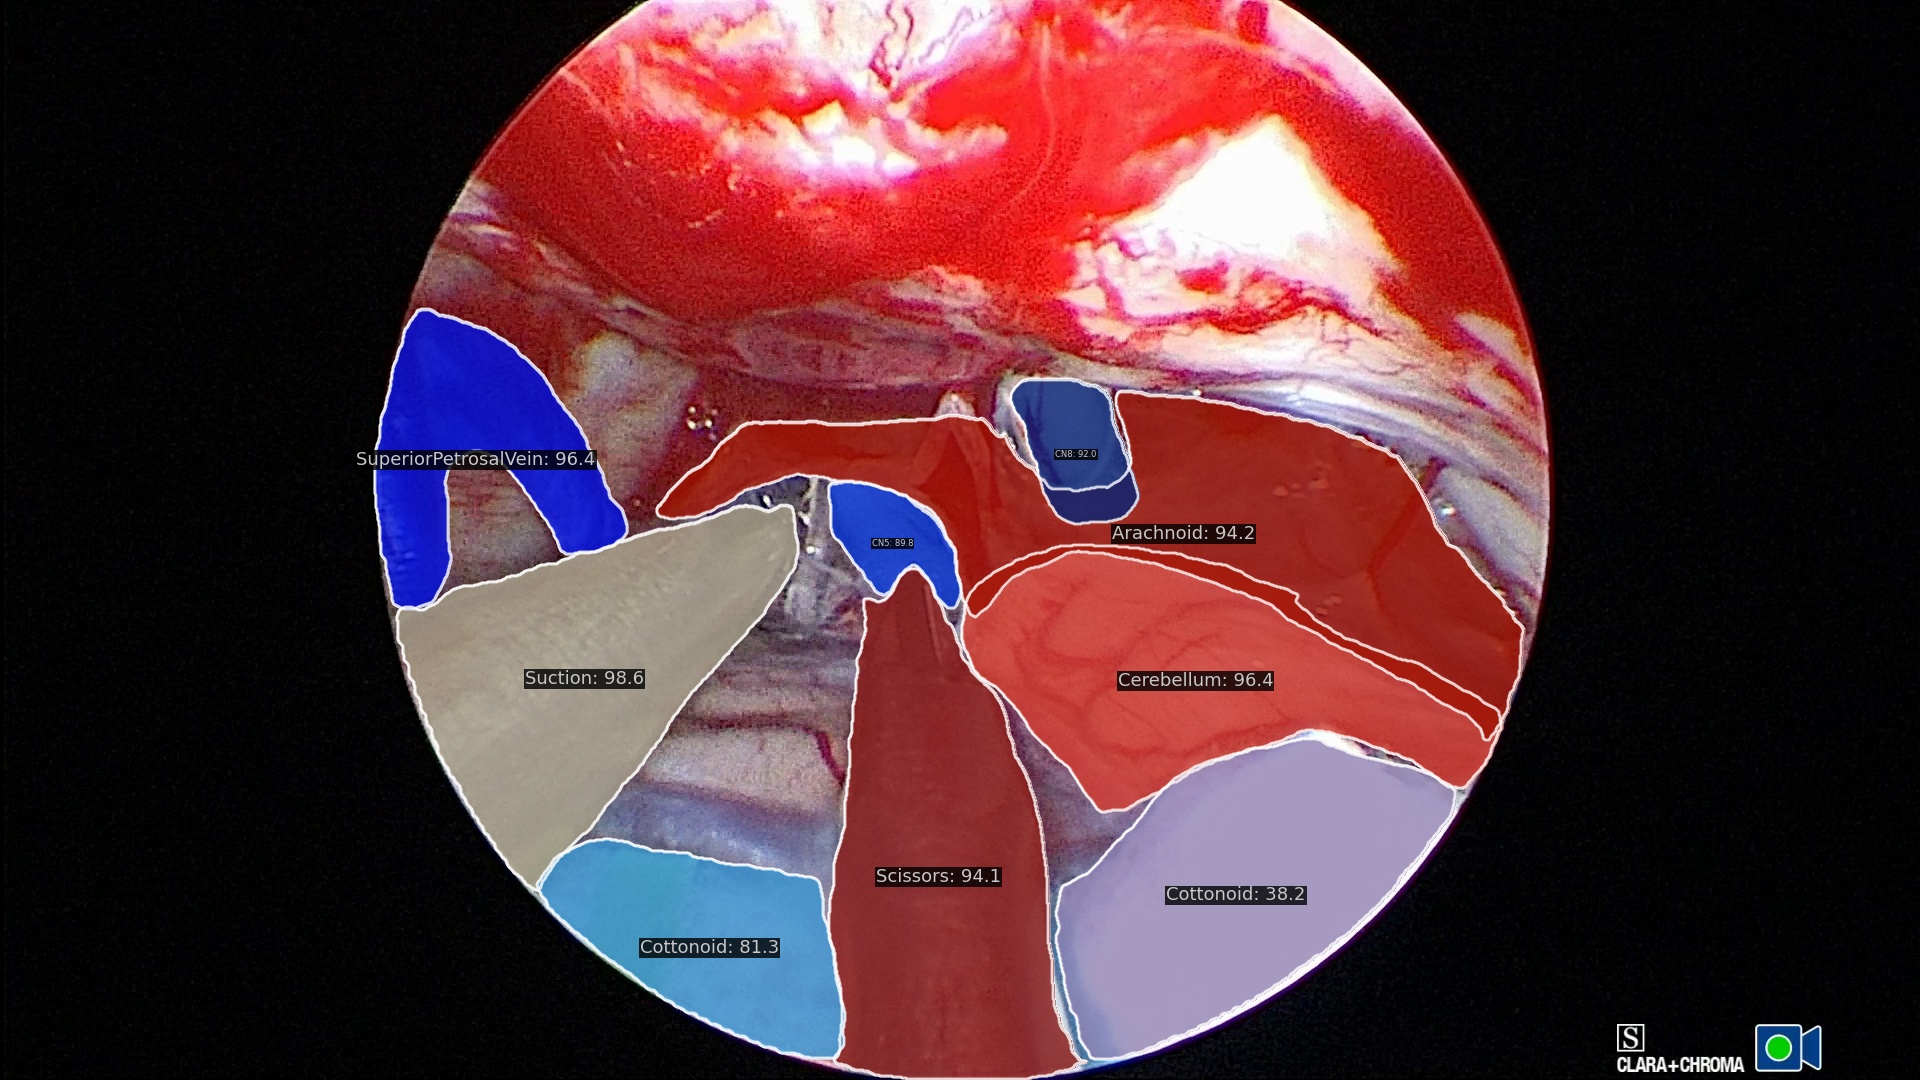 SuperiorPetrosalVein: 96.4
CN8: 92.0
Arachnoid: 94.2
CN5: 89.8
Suction: 98.6
Cerebellum: 96.4
Scissors: 94.1
Cottonoid: 38.2
Cottonoid: 81.3
S
CLARA+CHROMA